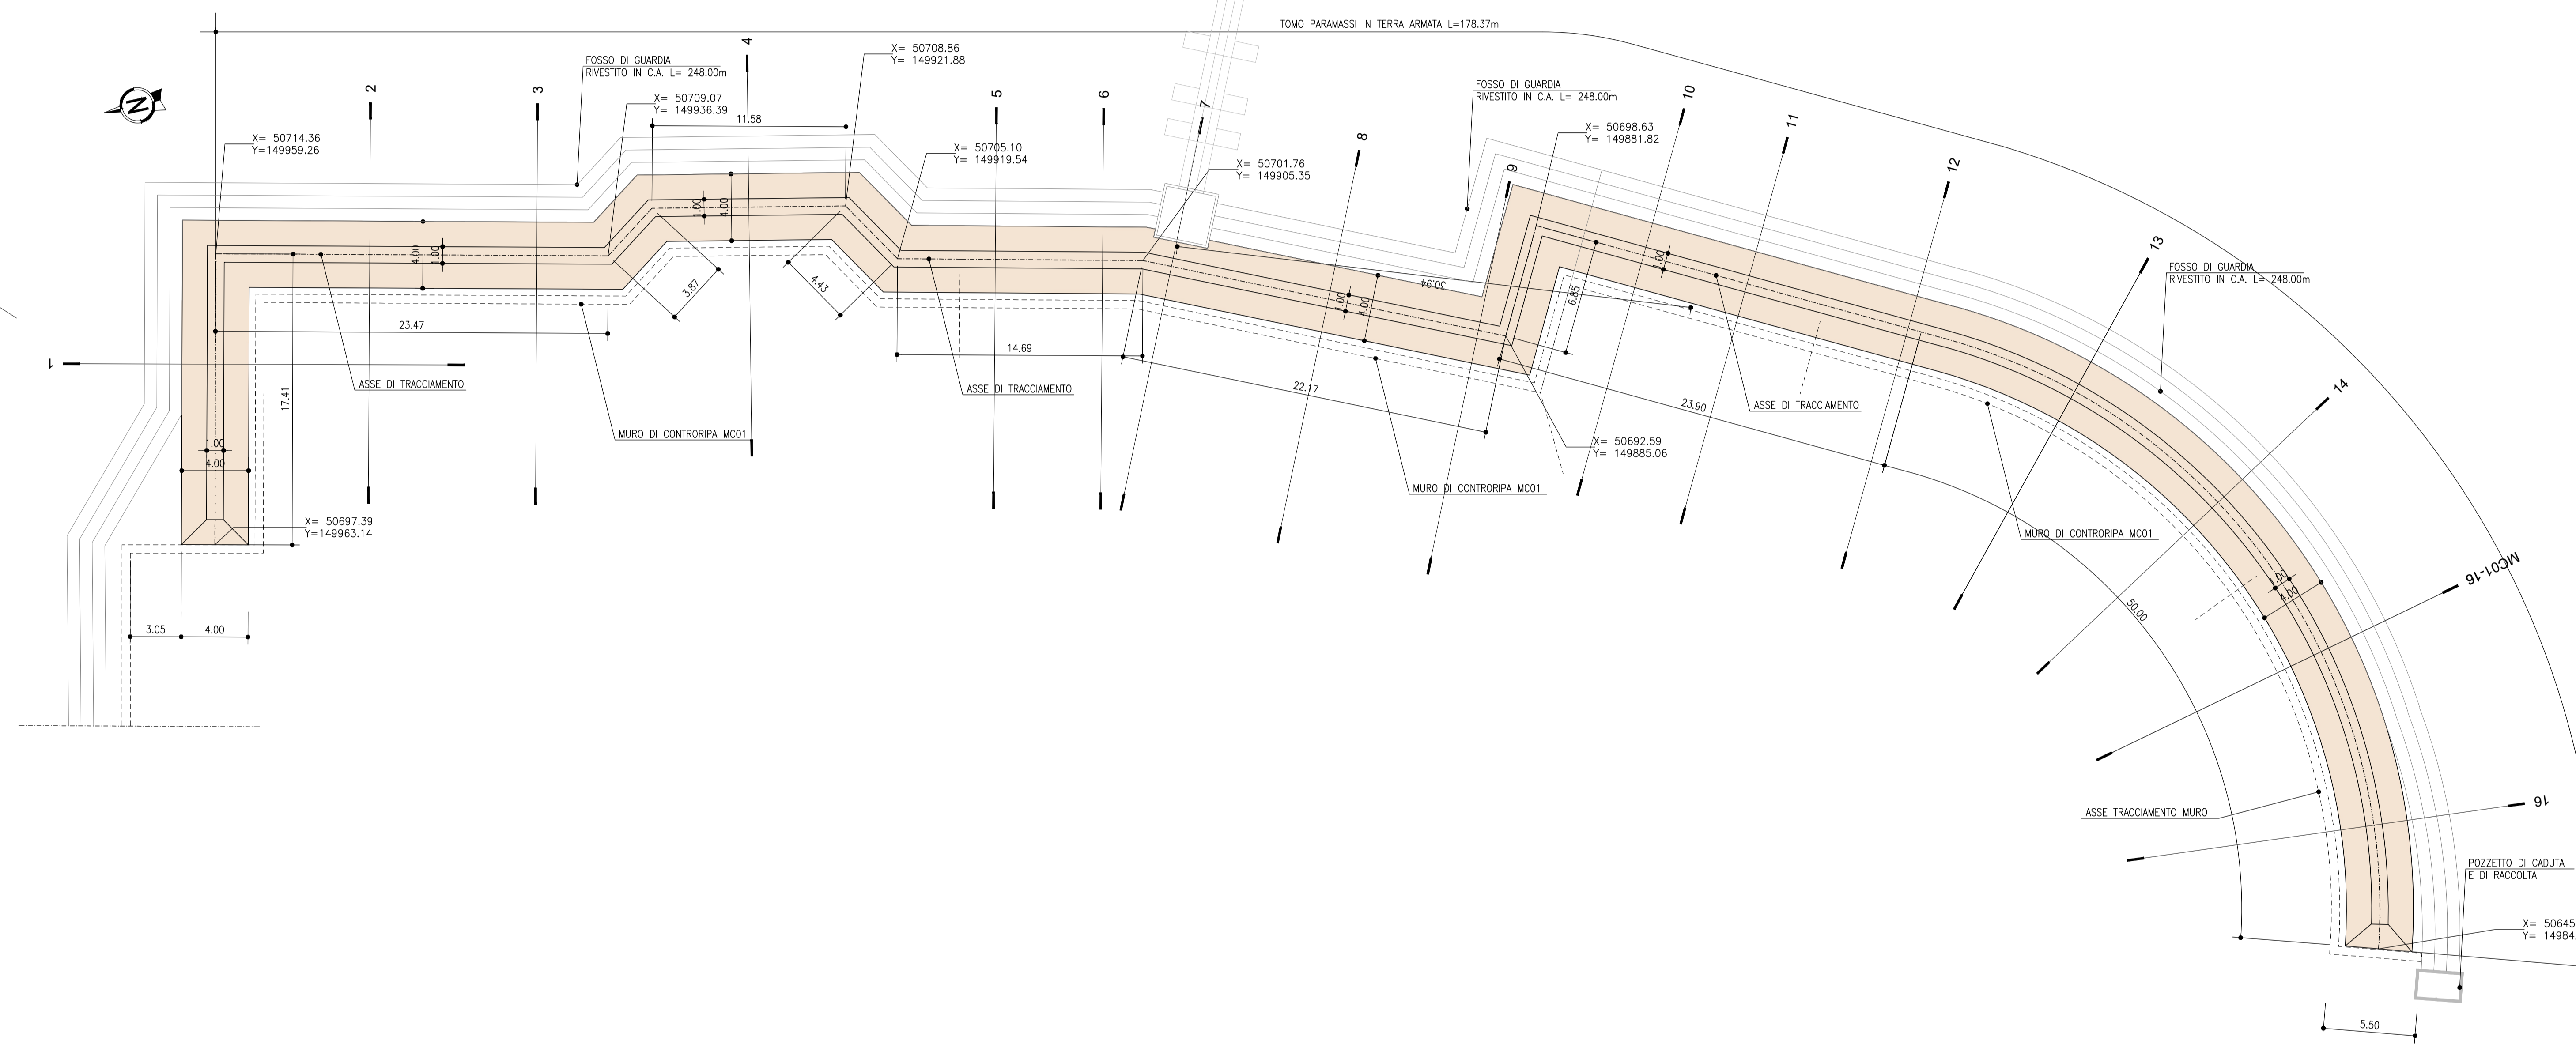 TOMO PARAMASSI IN TERRA ARMATA L=178.37m
N
X= 50714.36
Y=149959.26
2
3
FOSSO DI GUARDIA
RIVESTITO IN C.A. L= 248.00m
X= 50709.07
Y= 149936.39
4
11.58
X= 50708.86
Y= 149921.88
X= 50705.10
Y= 149919.54
5
6
7
X= 50701.76
Y= 149905.35
8
FOSSO DI GUARDIA
RIVESTITO IN C.A. L= 248.00m
9
X= 50698.63
Y= 149881.82
10
11
12
13
FOSSO DI GUARDIA
RIVESTITO IN C.A. L= 248.00m
14
MC01-16
16
1
4.00
1.00
1.00
4.00
23.47
17.41
ASSE DI TRACCIAMENTO
3.87
4.43
MURO DI CONTRORIPA MC01
14.69
ASSE DI TRACCIAMENTO
30.94
1.00
4.00
22.17
6.85
1.00
23.90
ASSE DI TRACCIAMENTO
X= 50692.59
Y= 149885.06
MURO DI CONTRORIPA MC01
MURO DI CONTRORIPA MC01
1.00
4.00
50.00
1.00
4.00
X= 50697.39
Y=149963.14
3.05
4.00
ASSE TRACCIAMENTO MURO
POZZETTO DI CADUTA
E DI RACCOLTA
X= 50645
Y= 14984
5.50